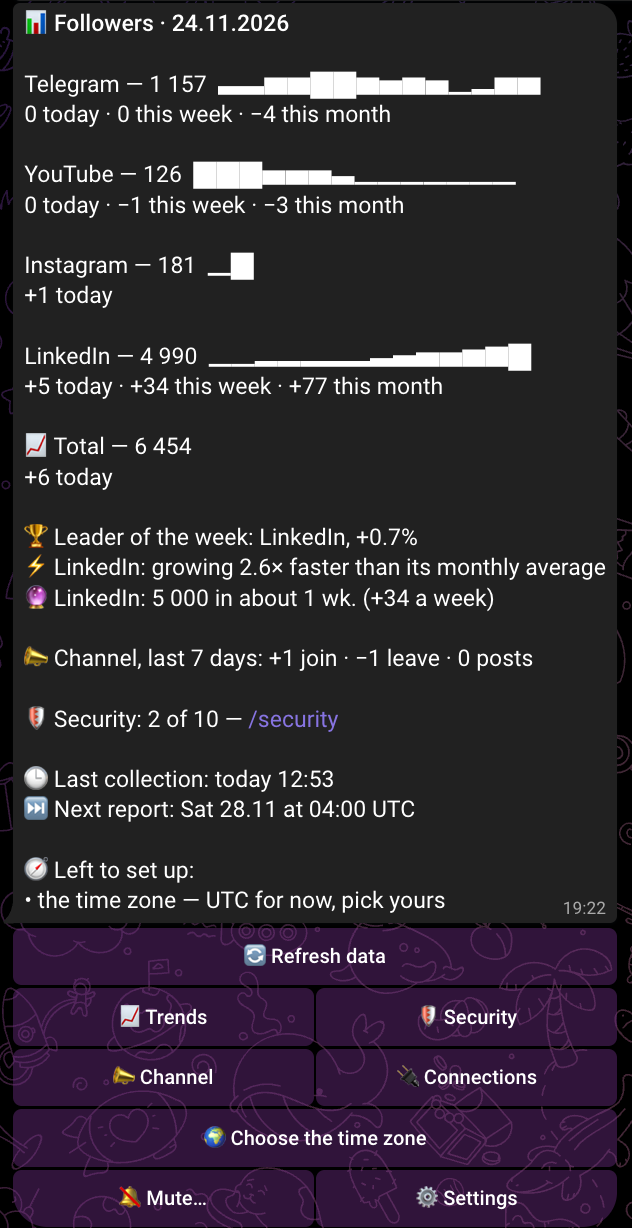 📊 Followers · 24.11.2026
Telegram — 1 157
0 today · 0 this week · −4 this month
YouTube — 126
0 today · −1 this week · −3 this month
Instagram — 181
+1 today
LinkedIn — 4 990
+5 today · +34 this week · +77 this month
📈 Total — 6 454
+6 today
🏆 Leader of the week: LinkedIn, +0.7%
⚡ LinkedIn: growing 2.6× faster than its monthly average
🔮 LinkedIn: 5 000 in about 1 wk. (+34 a week)
📣 Channel, last 7 days: +1 join · −1 leave · 0 posts
🛡 Security: 2 of 10 — /security
🕒 Last collection: today 12:53
⏭ Next report: Sat 28.11 at 04:00 UTC
🧭 Left to set up:
• the time zone — UTC for now, pick yours
19:22
🔄 Refresh data
📈 Trends
🛡 Security
📣 Channel
🔌 Connections
🌍 Choose the time zone
🔕 Mute…
⚙ Settings